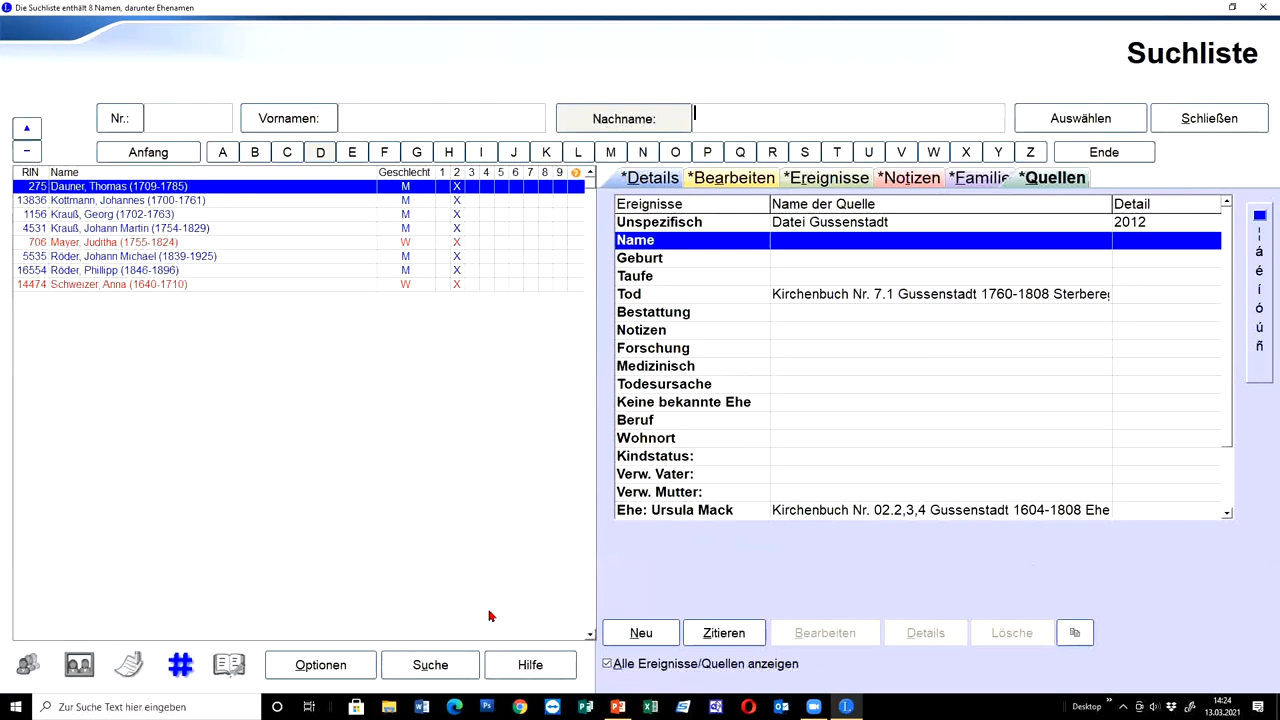 Die Suchliste enthält 8 Namen, darunter Ehenamen
Suchliste
Nr.: Vornamen: Nachname: Auswählen Schließen
Anfang A B C D E F G H I J K L M N O P Q R S T U V W X Y Z Ende
RIN Name Geschlecht 1 2 3 4 5 6 7 8 9
275 Dauner, Thomas (1709-1785) M X
13836 Kottmann, Johannes (1700-1761) M X
1156 Krauß, Georg (1702-1763) M X
4531 Krauß, Johann Martin (1754-1829) M X
706 Mayer, Juditha (1755-1824) W X
5535 Röder, Johann Michael (1839-1925) M X
16554 Röder, Phillipp (1846-1896) M X
14474 Schweizer, Anna (1640-1710) W X
*Details *Bearbeiten *Ereignisse *Notizen *Familie *Quellen
Ereignisse Name der Quelle Detail
Unspezifisch Datei Gussenstadt 2012
Name
Geburt
Taufe
Tod Kirchenbuch Nr. 7.1 Gussenstadt 1760-1808 Sterbere
Bestattung
Notizen
Forschung
Medizinisch
Todesursache
Keine bekannte Ehe
Beruf
Wohnort
Kindstatus:
Verw. Vater:
Verw. Mutter:
Ehe: Ursula Mack Kirchenbuch Nr. 02.2,3,4 Gussenstadt 1604-1808 Ehe
á
é
í
ó
ú
ñ
Neu Zitieren Bearbeiten Details Lösche
Alle Ereignisse/Quellen anzeigen
Optionen Suche Hilfe
Zur Suche Text hier eingeben
Desktop
14:24
13.03.2021